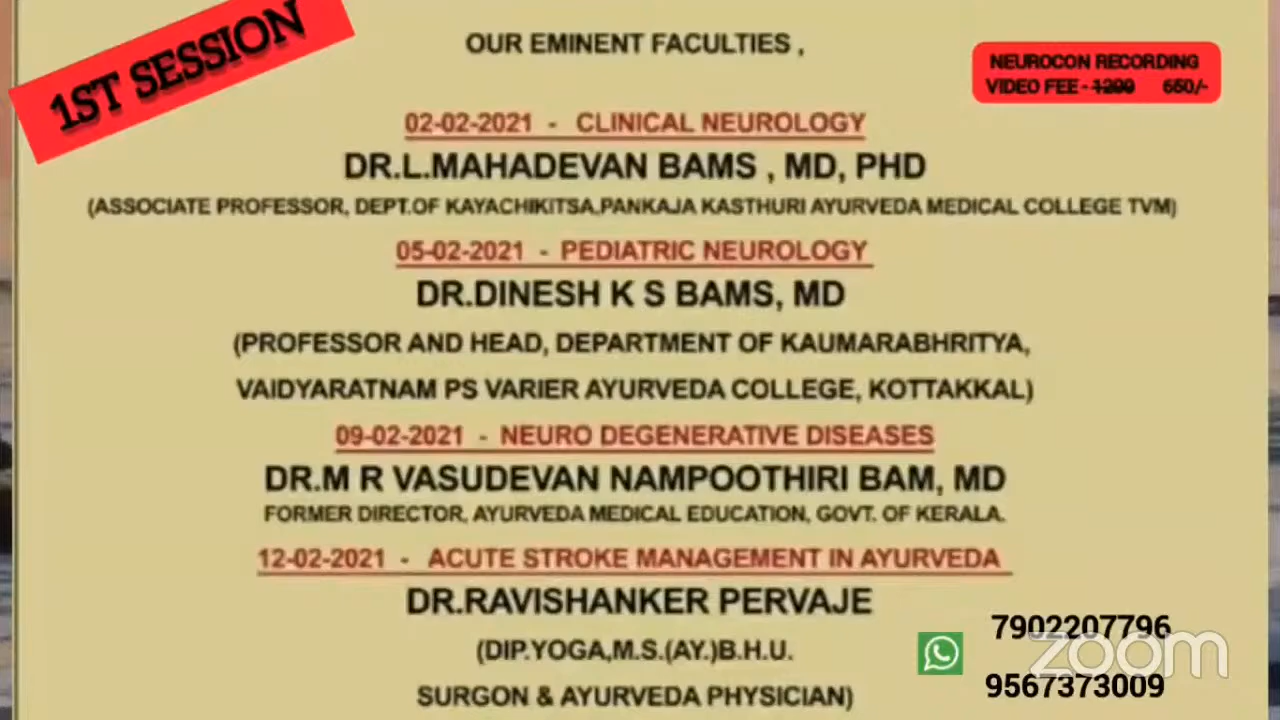 1ST SESSION
OUR EMINENT FACULTIES ,
NEUROCON RECORDING
VIDEO FEE - 1200 650/-
02-02-2021 - CLINICAL NEUROLOGY
DR.L.MAHADEVAN BAMS , MD, PHD
(ASSOCIATE PROFESSOR, DEPT.OF KAYACHIKITSA,PANKAJA KASTHURI AYURVEDA MEDICAL COLLEGE TVM)
05-02-2021 - PEDIATRIC NEUROLOGY
DR.DINESH K S BAMS, MD
(PROFESSOR AND HEAD, DEPARTMENT OF KAUMARABHRITYA,
VAIDYARATNAM PS VARIER AYURVEDA COLLEGE, KOTTAKKAL)
09-02-2021 - NEURO DEGENERATIVE DISEASES
DR.M R VASUDEVAN NAMPOOTHIRI BAM, MD
FORMER DIRECTOR, AYURVEDA MEDICAL EDUCATION, GOVT. OF KERALA.
12-02-2021 - ACUTE STROKE MANAGEMENT IN AYURVEDA
DR.RAVISHANKER PERVAJE
(DIP.YOGA,M.S.(AY.)B.H.U.
SURGON & AYURVEDA PHYSICIAN)
7902207796
zoom
9567373009